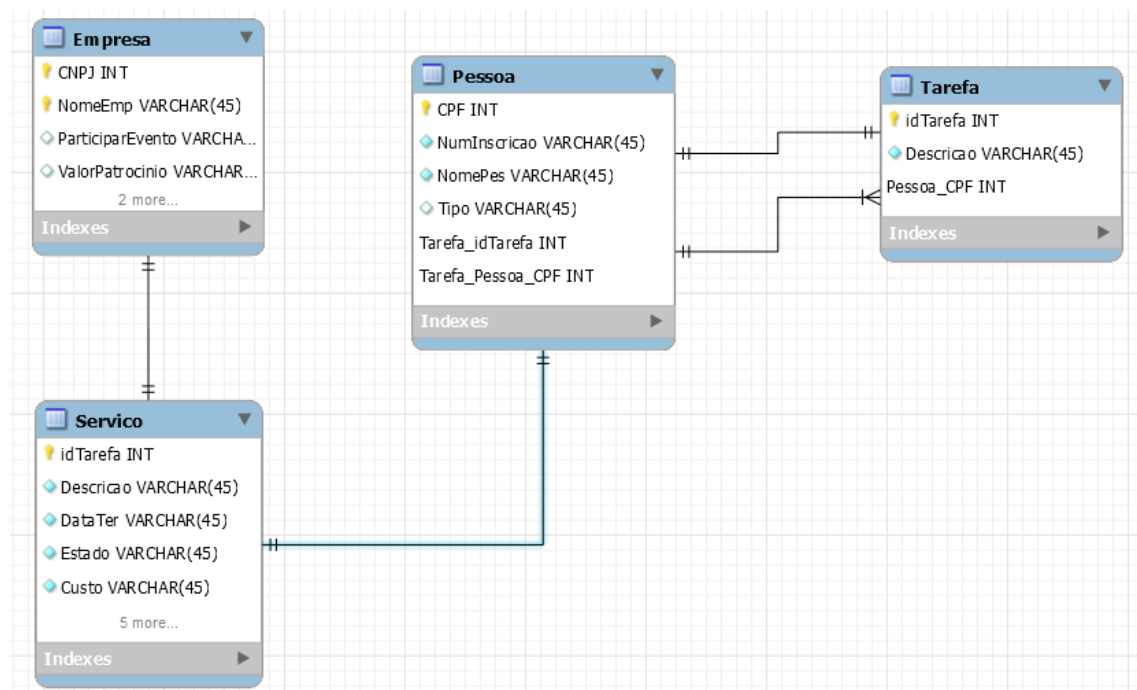 Empresa
CNPJ INT
NomeEmp VARCHAR(45)
ParticiparEvento VARCHA...
ValorPatrocinio VARCHAR...
2 more...
Indexes
Pessoa
CPF INT
NumInscricao VARCHAR(45)
NomePes VARCHAR(45)
Tipo VARCHAR(45)
Tarefa_idTarefa INT
Tarefa_Pessoa_CPF INT
Indexes
Tarefa
idTarefa INT
Descricao VARCHAR(45)
Pessoa_CPF INT
Indexes
Servico
idTarefa INT
Descricao VARCHAR(45)
DataTer VARCHAR(45)
Estado VARCHAR(45)
Custo VARCHAR(45)
5 more...
Indexes